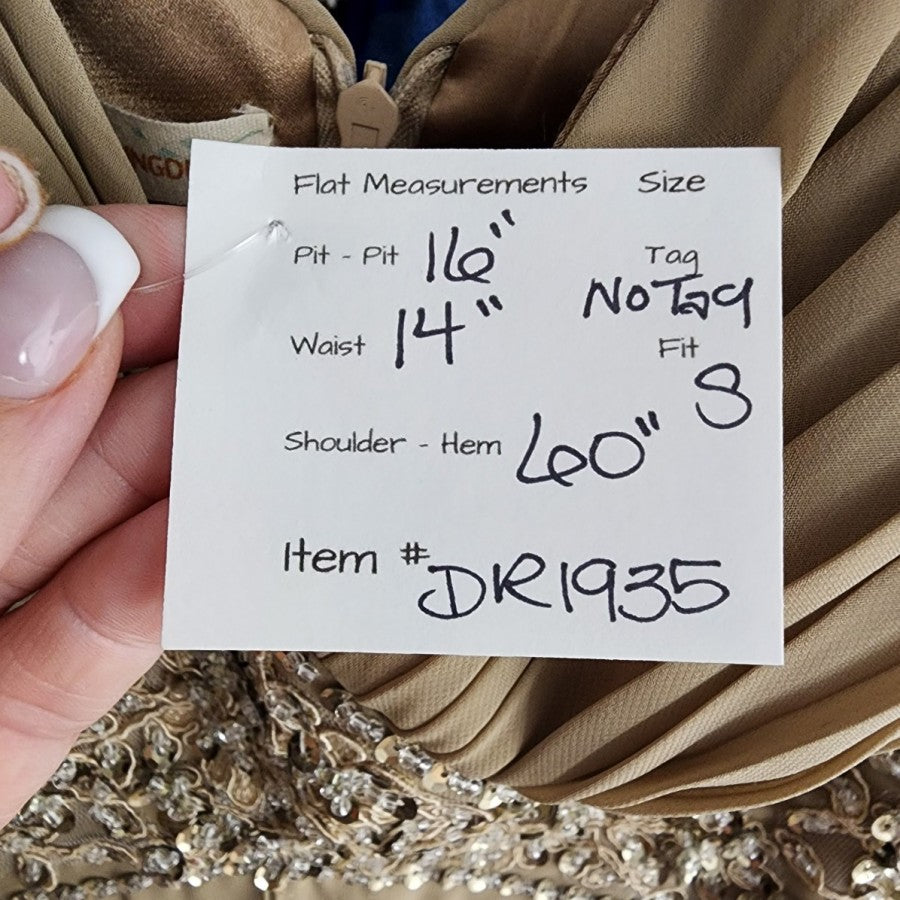 Flat Measurements Size
Pit - Pit 16" Tag
No Tag
Waist 14" Fit
S
Shoulder - Hem 60"
Item # DR1935